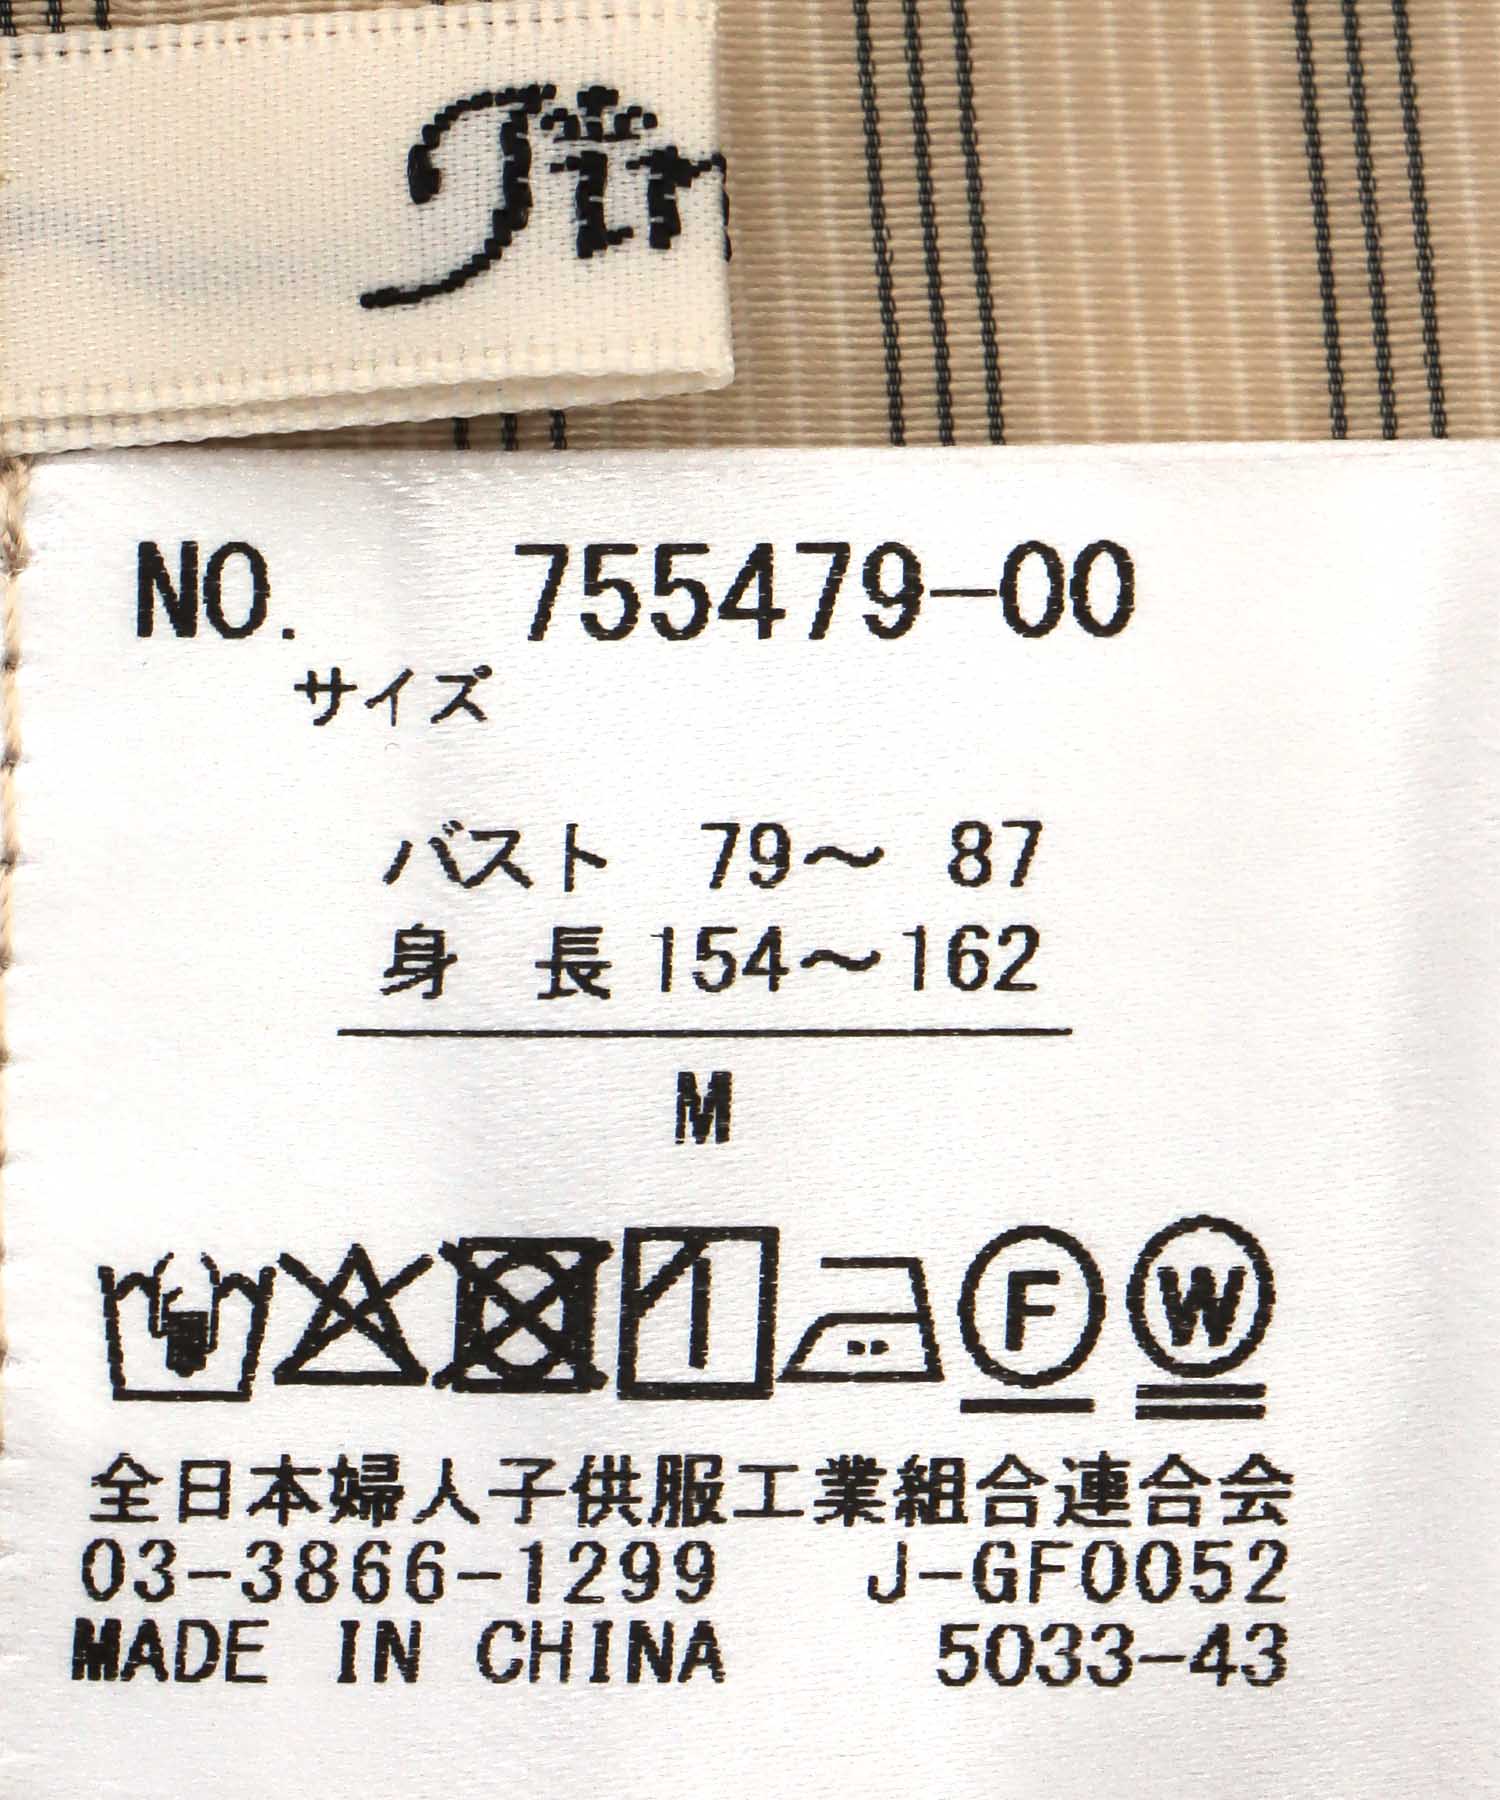 NO. 755479-00
サイズ
バスト 79〜 87
身 長 154〜162
M
F W
全日本婦人子供服工業組合連合会
03-3866-1299 J-GF0052
MADE IN CHINA 5033-43